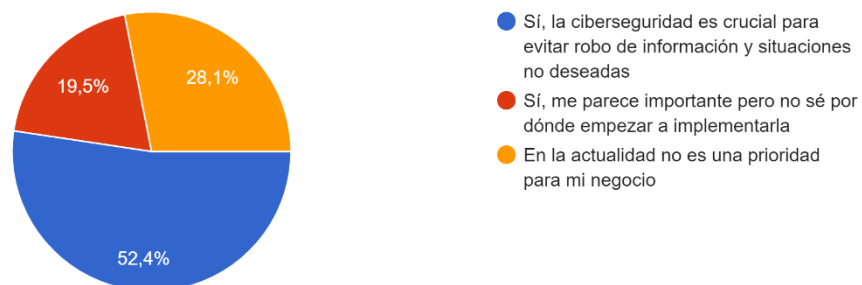 19,5%
28,1%
52,4%
Sí, la ciberseguridad es crucial para
evitar robo de información y situaciones
no deseadas
Sí, me parece importante pero no sé por
dónde empezar a implementarla
En la actualidad no es una prioridad
para mi negocio